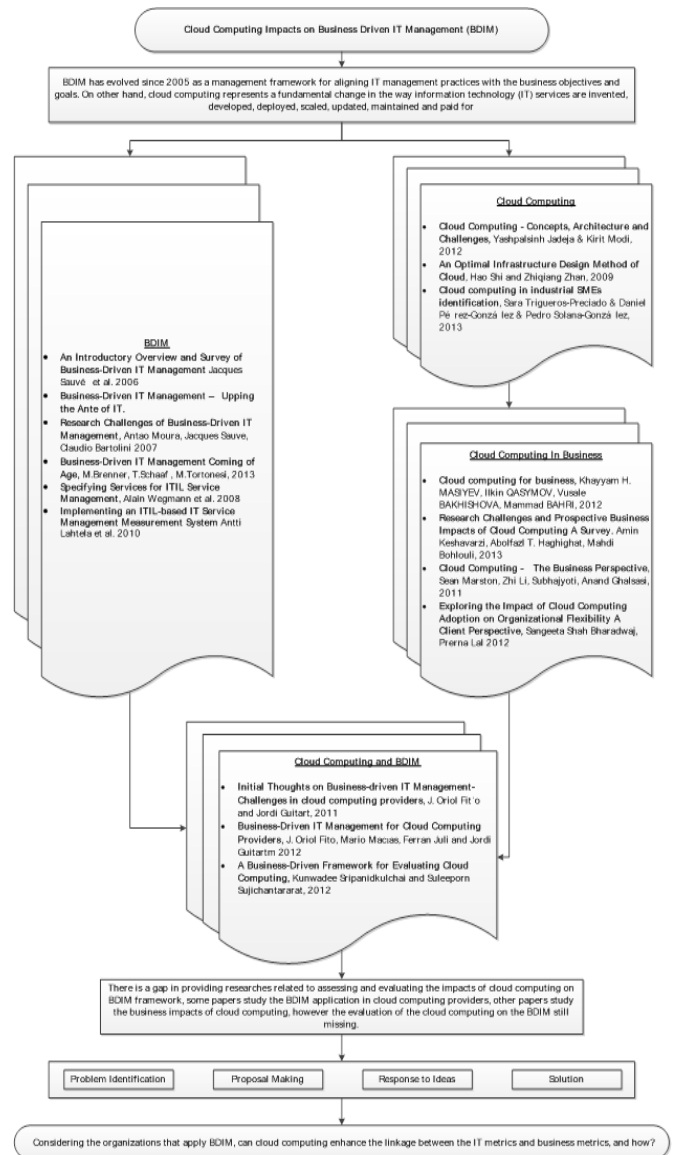 Cloud Computing Impacts on Business Driven IT Management (BDIM)
BDIM has evolved since 2005 as a management framework for aligning IT management practices with the business objectives and
goals. On other hand, cloud computing represents a fundamental change in the way information technology (IT) services are invented,
developed, deployed, scaled, updated, maintained and paid for
BDIM
• An Introductory Overview and Survey of
Business-Driven IT Management Jacques
Sauvé et al. 2006
• Business-Driven IT Management – Upping
the Ante of IT.
• Research Challenges of Business-Driven IT
Management, Antao Moura, Jacques Sauve,
Claudio Bartolini 2007
• Business-Driven IT Management Coming of
Age, M.Brenner, T.Schaaf , M.Tortonesi, 2013
• Specifying Services for ITIL Service
Management, Alain Wegmann et al. 2008
• Implementing an ITIL-based IT Service
Management Measurement System Antti
Lahtela et al. 2010
Cloud Computing
• Cloud Computing - Concepts, Architecture and
Challenges, Yashpalsinh Jadeja & Kirit Modi,
2012
• An Optimal Infrastructure Design Method of
Cloud, Hao Shi and Zhiqiang Zhan, 2009
• Cloud computing in industrial SMEs
identification, Sara Trigueros-Preciado & Daniel
Pé rez-Gonzá lez & Pedro Solana-Gonzá lez,
2013
Cloud Computing In Business
• Cloud computing for business, Khayyam H.
MASIYEV, Ilkin QASYMOV, Vusale
BAKHISHOVA, Mammad BAHRI, 2012
• Research Challenges and Prospective Business
Impacts of Cloud Computing A Survey, Amin
Keshavarzi, Abolfazl T. Haghighat, Mahdi
Bohlouli, 2013
• Cloud Computing - The Business Perspective,
Sean Marston, Zhi Li, Subhajyoti, Anand Ghalsasi,
2011
• Exploring the Impact of Cloud Computing
Adoption on Organizational Flexibility A
Client Perspective, Sangeeta Shah Bharadwaj,
Prerna Lal 2012
Cloud Computing and BDIM
• Initial Thoughts on Business-driven IT Management-
Challenges in cloud computing providers, J. Oriol Fit´o
and Jordi Guitart, 2011
• Business-Driven IT Management for Cloud Computing
Providers, J. Oriol Fito, Mario Macias, Ferran Juli and Jordi
Guitartm 2012
• A Business-Driven Framework for Evaluating Cloud
Computing, Kunwadee Sripanidkulchai and Suleeporn
Sujichantararat, 2012
There is a gap in providing researches related to assessing and evaluating the impacts of cloud computing on
BDIM framework, some papers study the BDIM application in cloud computing providers, other papers study
the business impacts of cloud computing, however the evaluation of the cloud computing on the BDIM still
missing.
Problem Identification Proposal Making Response to Ideas Solution
Considering the organizations that apply BDIM, can cloud computing enhance the linkage between the IT metrics and business metrics, and how?